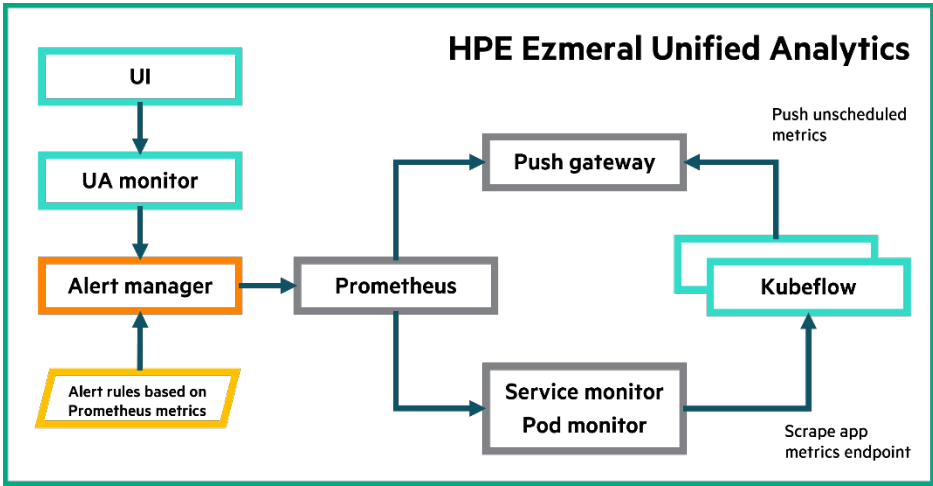 HPE Ezmeral Unified Analytics
UI
UA monitor
Alert manager
Alert rules based on
Prometheus metrics
Prometheus
Push gateway
Service monitor
Pod monitor
Push unscheduled
metrics
Kubeflow
Scrape app
metrics endpoint